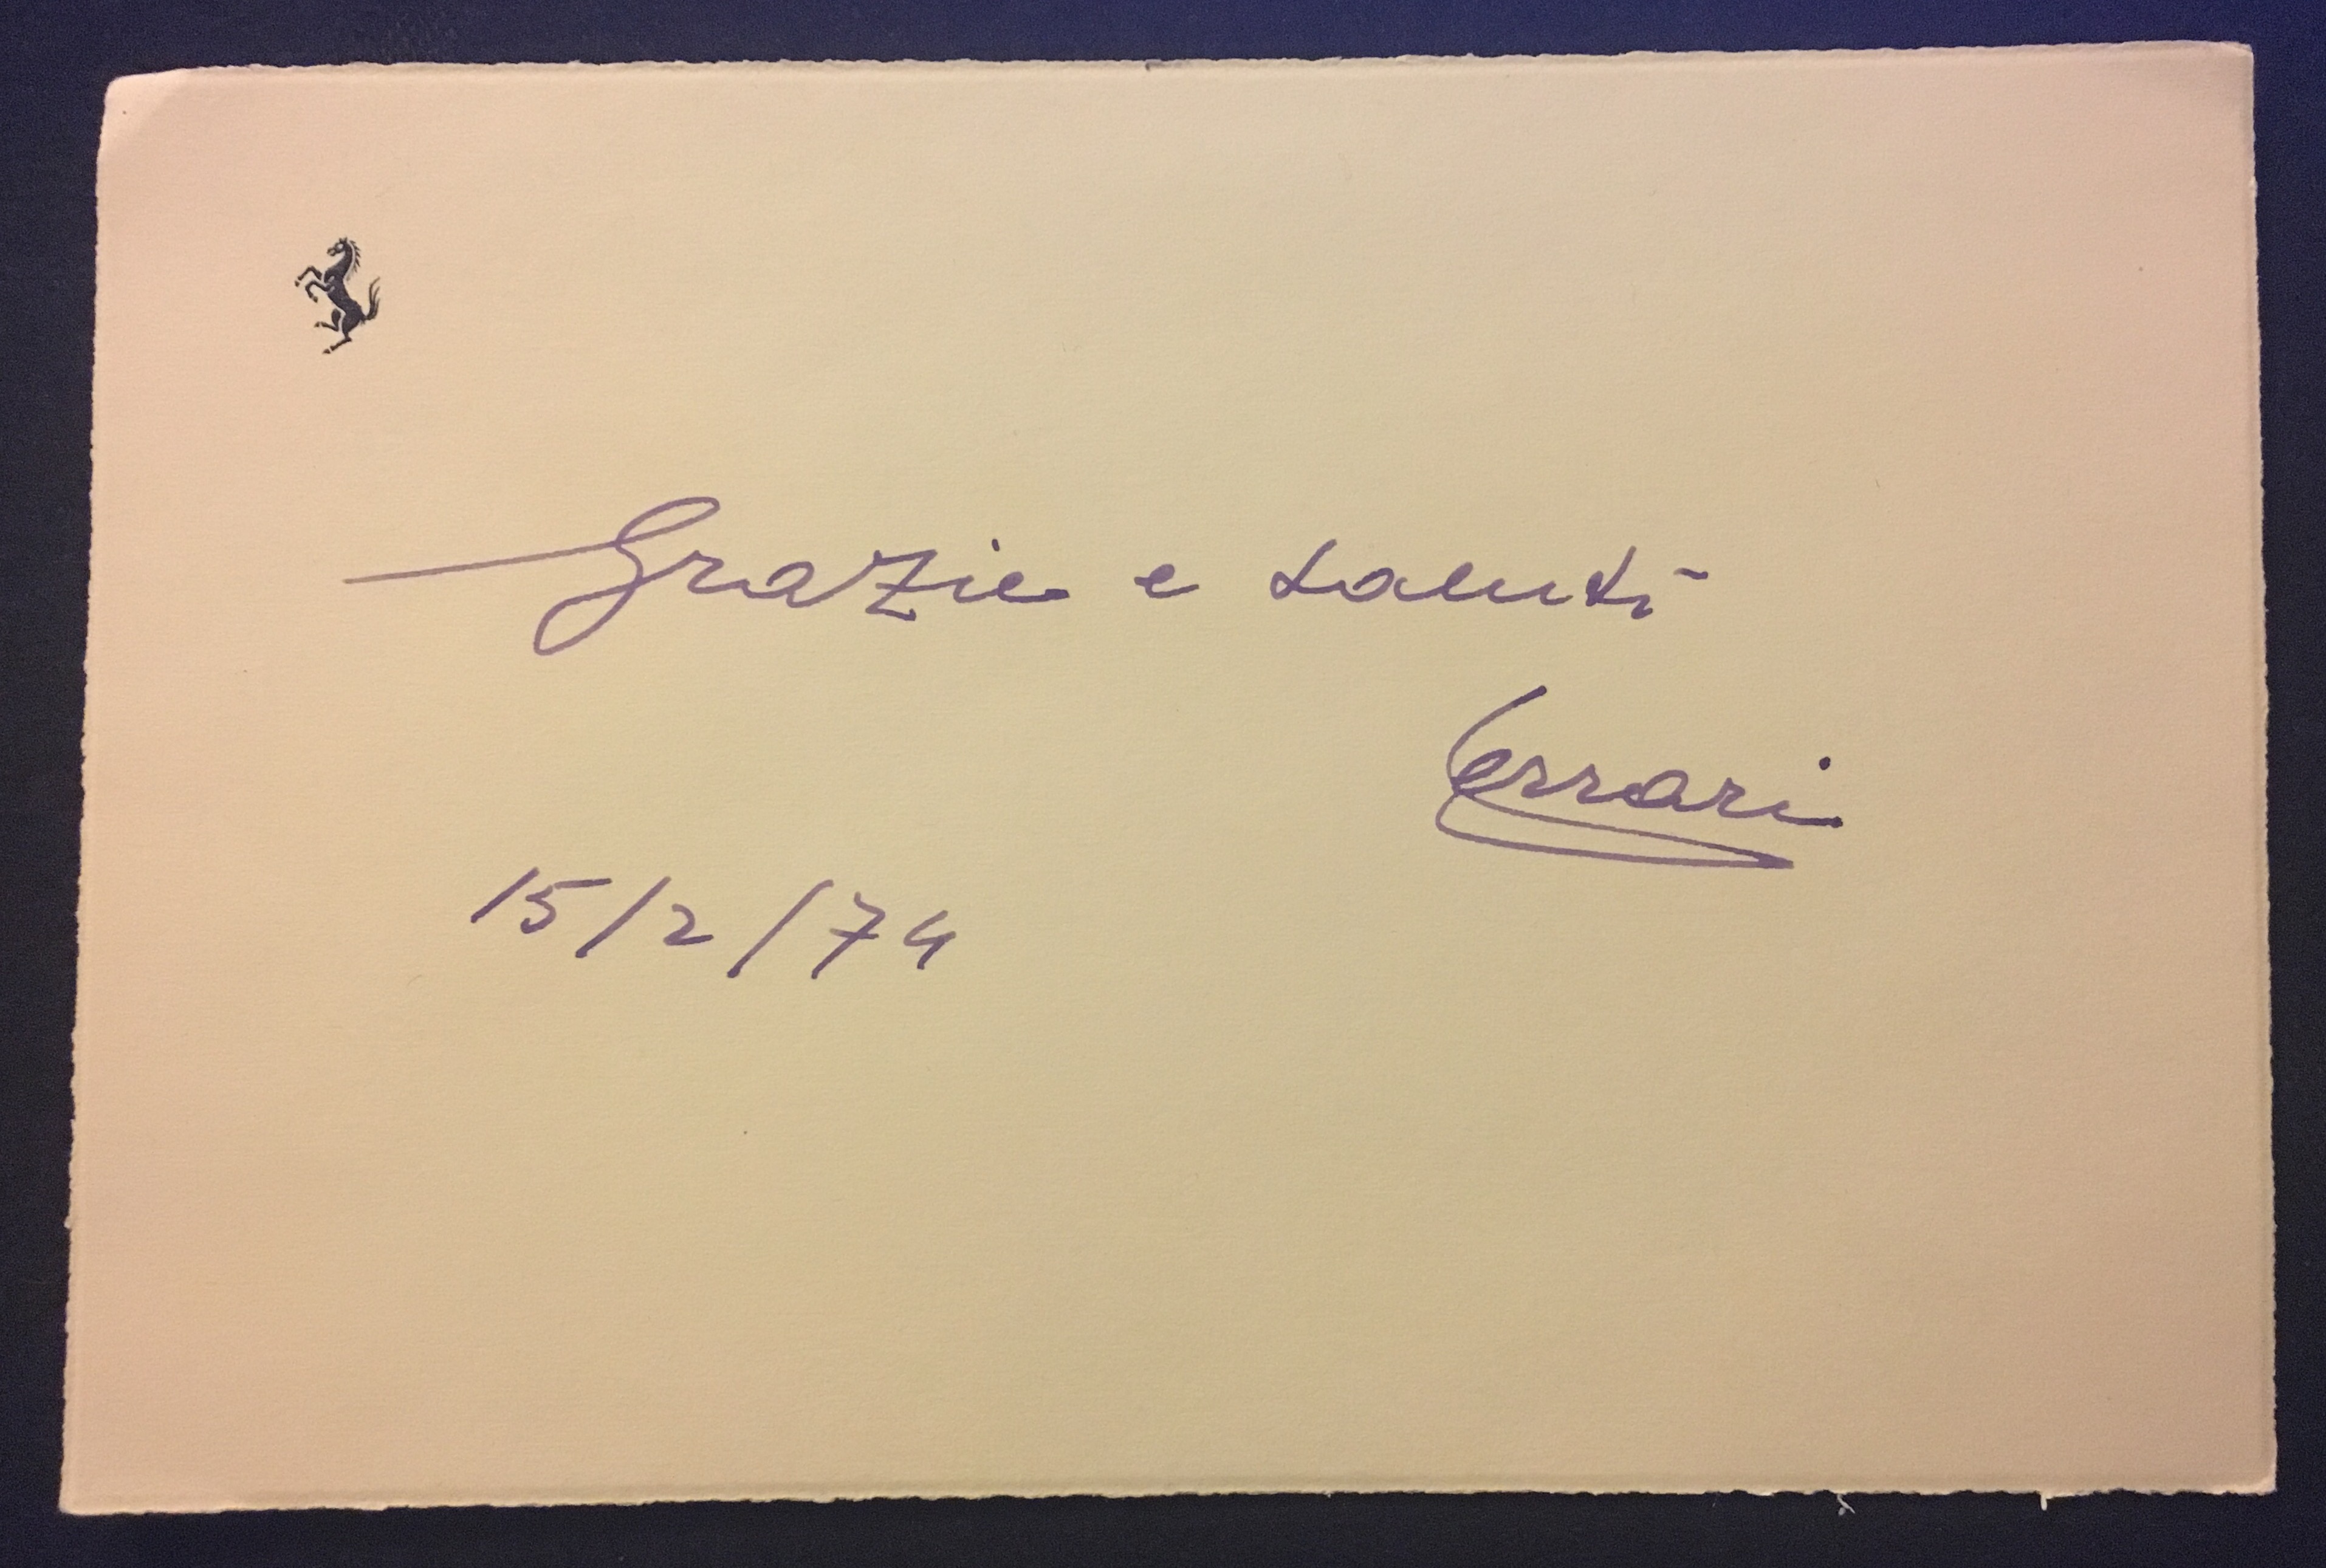 Grazie e saluti
Ferrari
15/2/74